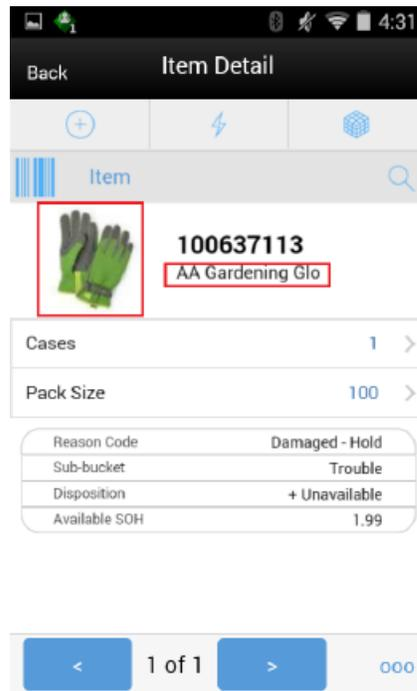 1
4:31
Back
Item Detail
Item
100637113
AA Gardening Glo
Cases 1 >
Pack Size 100 >
Reason Code Damaged - Hold
Sub-bucket Trouble
Disposition + Unavailable
Available SOH 1.99
< 1 of 1 > ooo